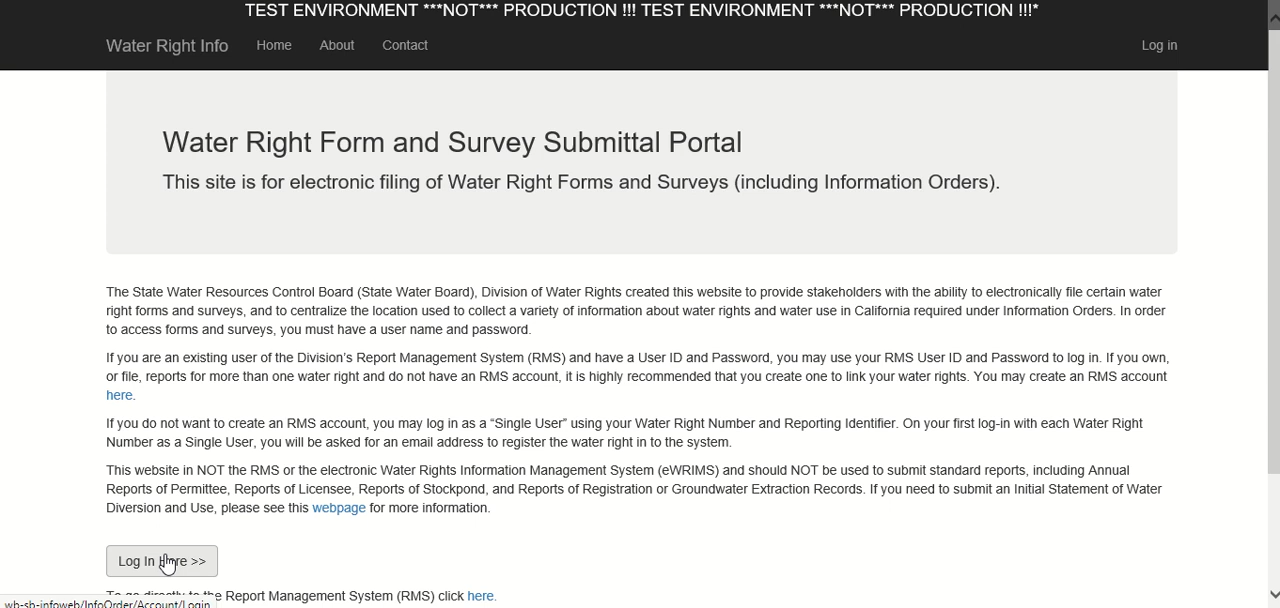 TEST ENVIRONMENT ***NOT*** PRODUCTION !!! TEST ENVIRONMENT ***NOT*** PRODUCTION !!!*
Water Right Info Home About Contact Log in
Water Right Form and Survey Submittal Portal
This site is for electronic filing of Water Right Forms and Surveys (including Information Orders).
The State Water Resources Control Board (State Water Board), Division of Water Rights created this website to provide stakeholders with the ability to electronically file certain water
right forms and surveys, and to centralize the location used to collect a variety of information about water rights and water use in California required under Information Orders. In order
to access forms and surveys, you must have a user name and password.
If you are an existing user of the Division's Report Management System (RMS) and have a User ID and Password, you may use your RMS User ID and Password to log in. If you own,
or file, reports for more than one water right and do not have an RMS account, it is highly recommended that you create one to link your water rights. You may create an RMS account
here.
If you do not want to create an RMS account, you may log in as a “Single User” using your Water Right Number and Reporting Identifier. On your first log-in with each Water Right
Number as a Single User, you will be asked for an email address to register the water right in to the system.
This website in NOT the RMS or the electronic Water Rights Information Management System (eWRIMS) and should NOT be used to submit standard reports, including Annual
Reports of Permittee, Reports of Licensee, Reports of Stockpond, and Reports of Registration or Groundwater Extraction Records. If you need to submit an Initial Statement of Water
Diversion and Use, please see this webpage for more information.
Log In Here >>
To go directly to the Report Management System (RMS) click here.
wb-sb-infoweb/InfoOrder/Account/Login